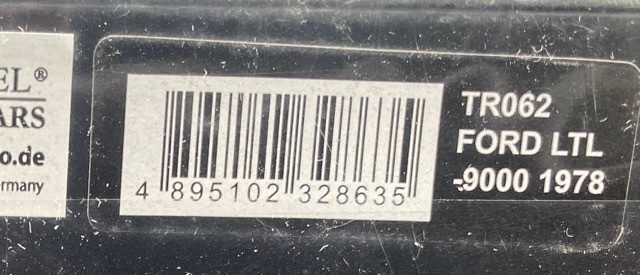 EL®
ARS
o.de
rmany
4 895102 328635
TR062
FORD LTL
-9000 1978